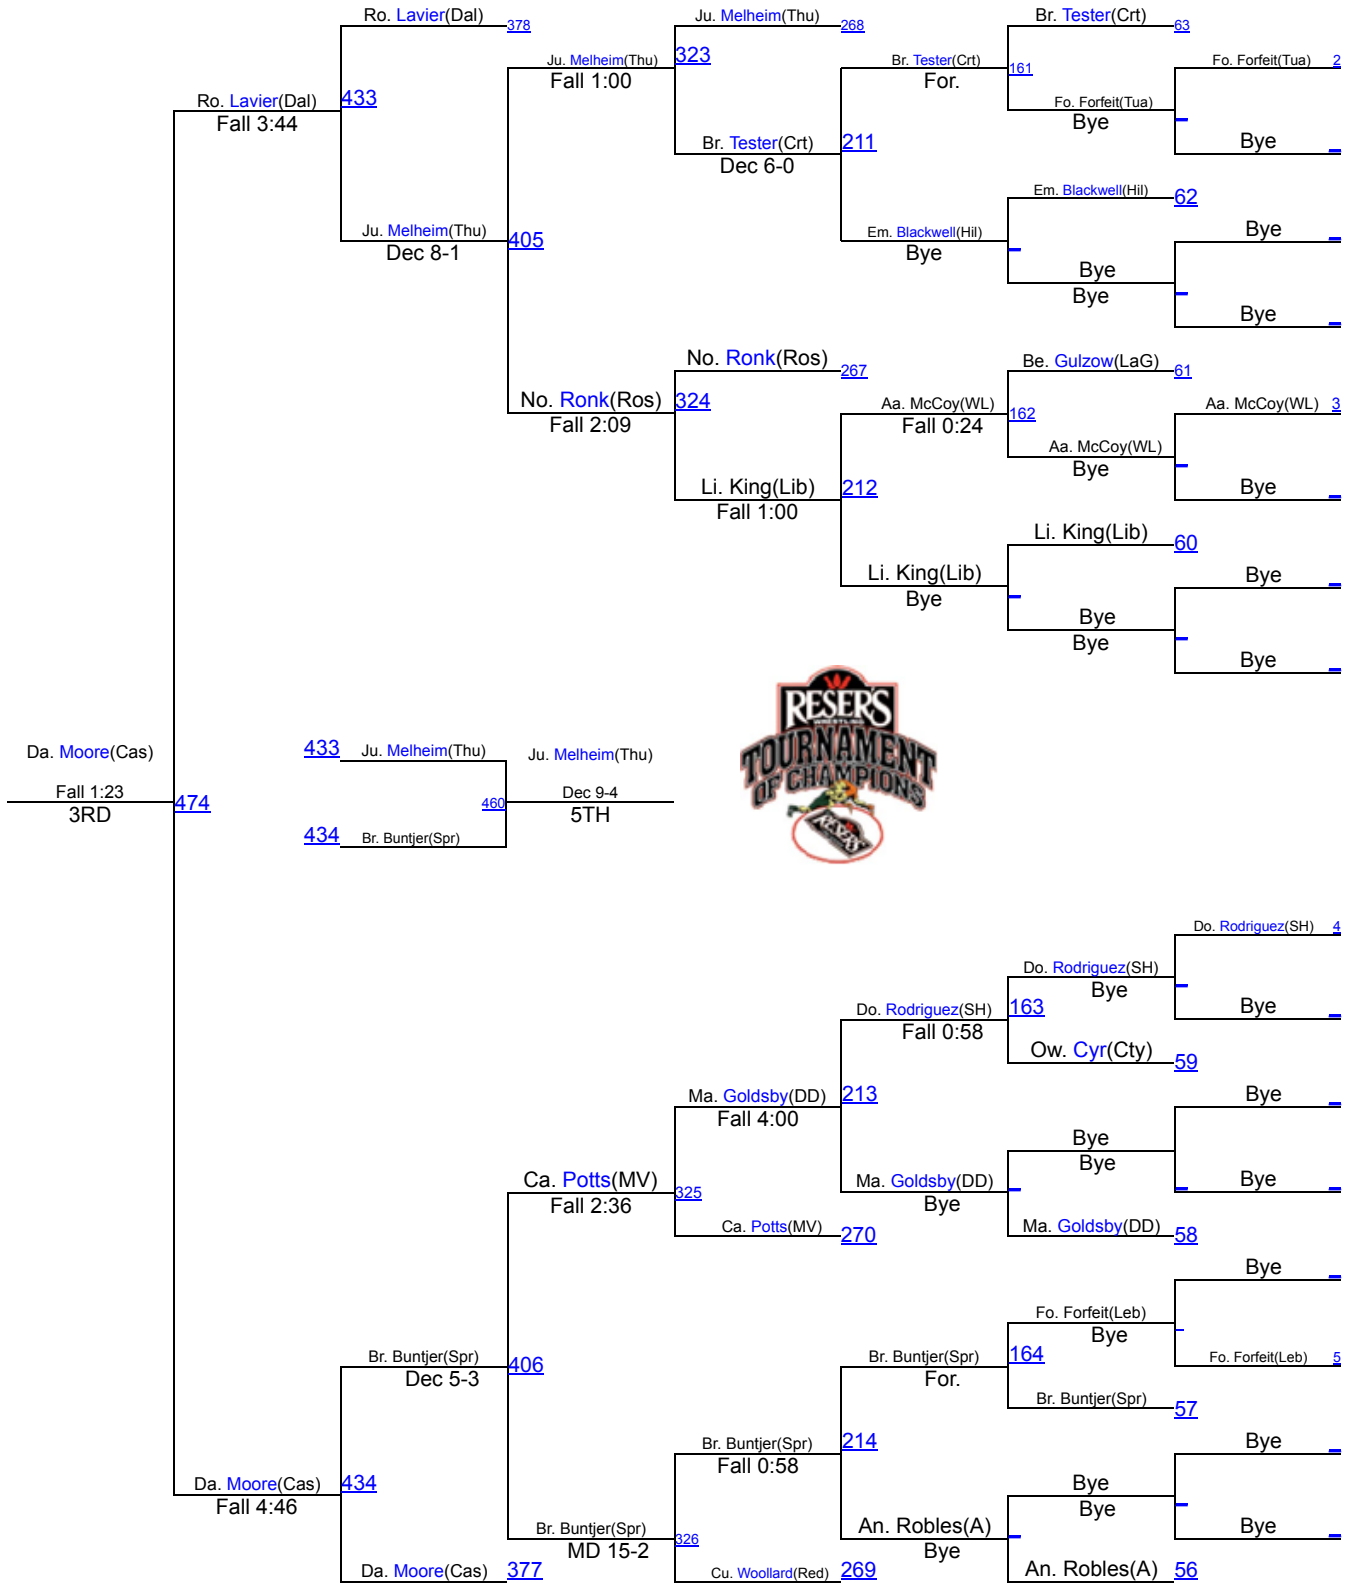 Ro. Lavier(Dal) 378
Ju. Melheim(Thu) 268
Br. Tester(Crt) 63
Ju. Melheim(Thu) 323
Fall 1:00
Br. Tester(Crt) 161
For.
Fo. Forfeit(Tua) 2
Ro. Lavier(Dal) 433
Fall 3:44
Fo. Forfeit(Tua)
Bye
Br. Tester(Crt) 211
Dec 6-0
Bye
Em. Blackwell(Hil) 62
Ju. Melheim(Thu) 405
Dec 8-1
Em. Blackwell(Hil)
Bye
Bye
Bye
Bye
Bye
No. Ronk(Ros) 267
Be. Gulzow(LaG) 61
No. Ronk(Ros) 324
Fall 2:09
Aa. McCoy(WL) 162
Fall 0:24
Aa. McCoy(WL) 3
Aa. McCoy(WL)
Bye
Li. King(Lib) 212
Fall 1:00
Bye
Li. King(Lib) 60
Li. King(Lib)
Bye
Bye
Bye
Bye
Bye
RESER'S
WRESTLING
TOURNAMENT
OF CHAMPIONS
RESER'S
Da. Moore(Cas)
Fall 1:23
3RD
474
433 Ju. Melheim(Thu)
Ju. Melheim(Thu)
460
Dec 9-4
5TH
434 Br. Buntjer(Spr)
Do. Rodriguez(SH) 4
Do. Rodriguez(SH)
Bye
Do. Rodriguez(SH) 163
Fall 0:58
Bye
Ow. Cyr(Cty) 59
Ma. Goldsby(DD) 213
Fall 4:00
Bye
Bye
Bye
Ca. Potts(MV) 325
Fall 2:36
Ma. Goldsby(DD)
Bye
Bye
Ca. Potts(MV) 270
Ma. Goldsby(DD) 58
Bye
Fo. Forfeit(Leb)
Bye
Br. Buntjer(Spr) 406
Dec 5-3
Br. Buntjer(Spr) 164
For.
Fo. Forfeit(Leb) 5
Br. Buntjer(Spr) 57
Br. Buntjer(Spr) 214
Fall 0:58
Bye
Da. Moore(Cas) 434
Fall 4:46
Bye
Bye
Br. Buntjer(Spr) 326
MD 15-2
An. Robles(A)
Bye
Bye
Da. Moore(Cas) 377
Cu. Woollard(Red) 269
An. Robles(A) 56